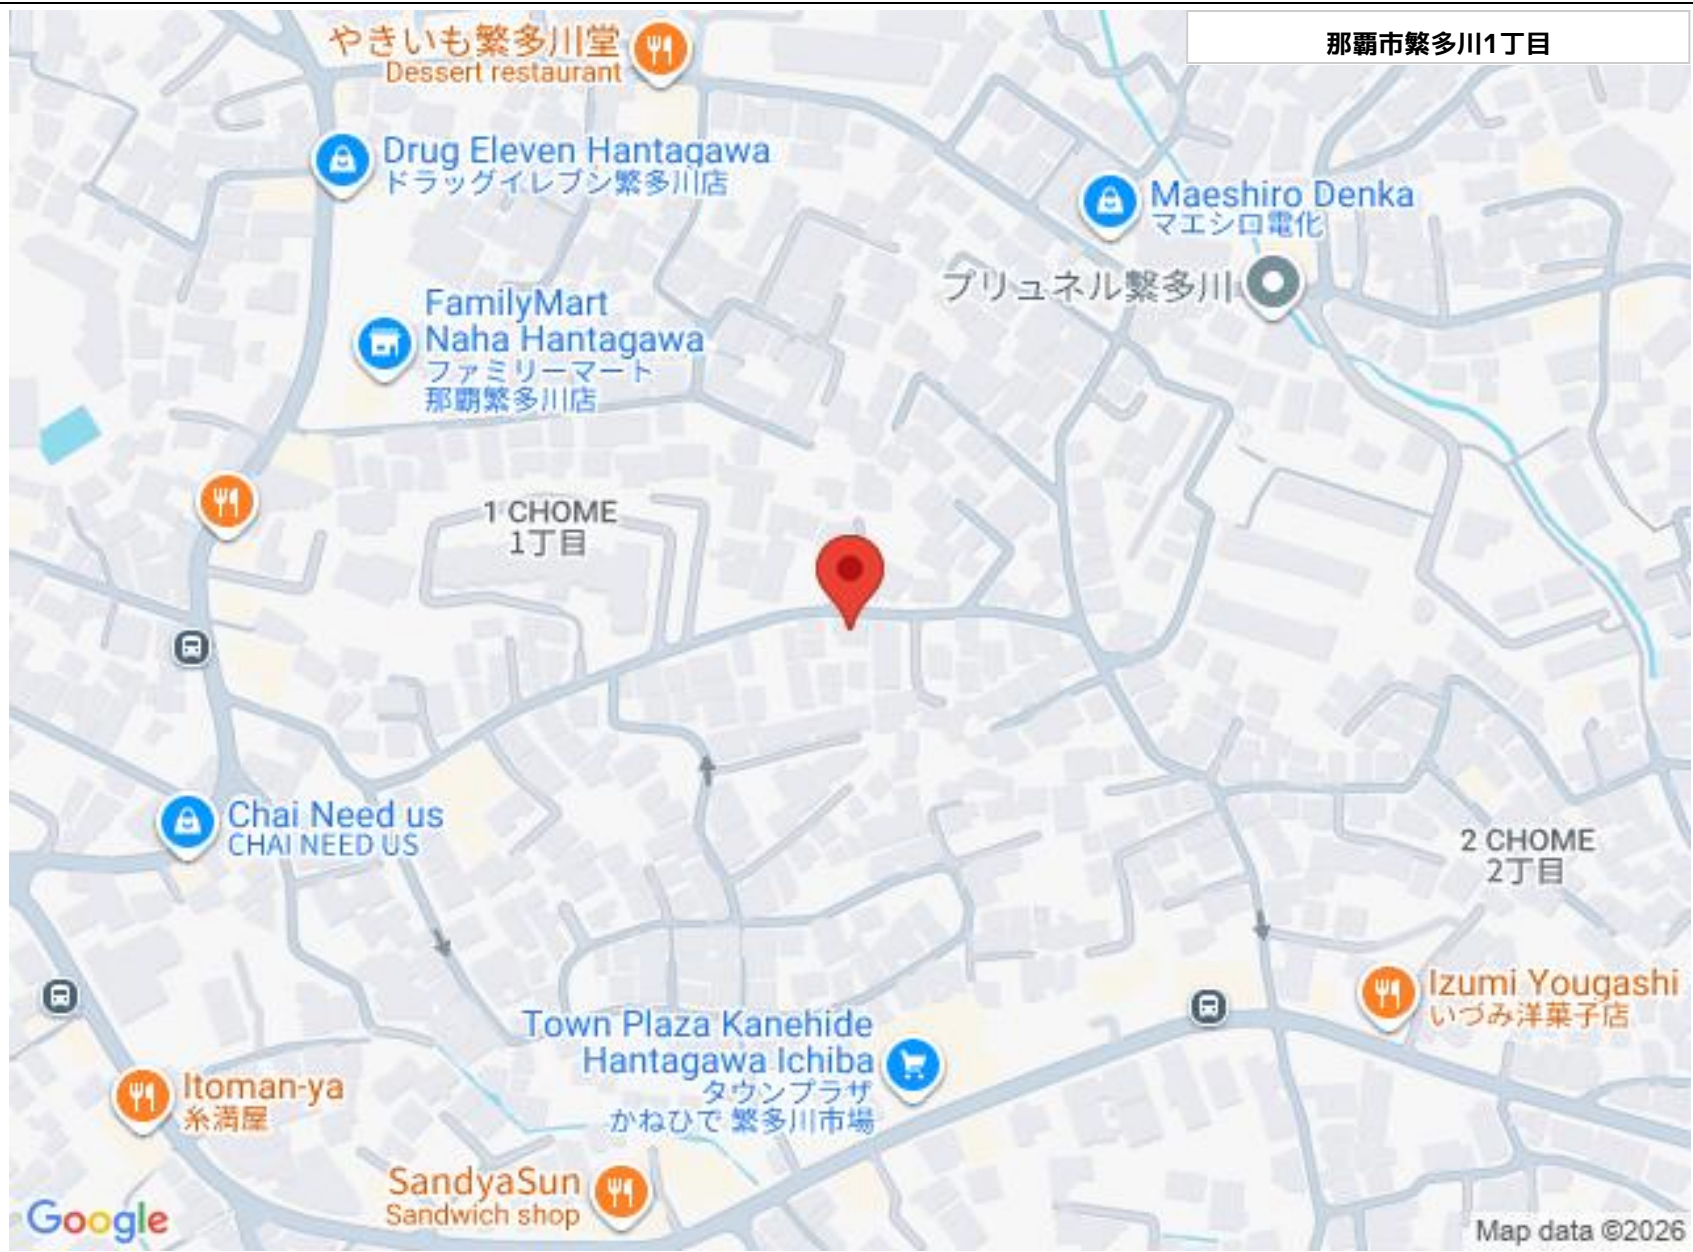 那覇市繁多川1丁目
やきいも繁多川堂
Dessert restaurant
Drug Eleven Hantagawa
ドラッグイレブン繁多川店
Maeshiro Denka
マエシロ電化
プリュネル繁多川
FamilyMart
Naha Hantagawa
ファミリーマート
那覇繁多川店
1 CHOME
1丁目
Chai Need us
CHAI NEED US
2 CHOME
2丁目
Izumi Yougashi
いづみ洋菓子店
Town Plaza Kanehide
Hantagawa Ichiba
タウンプラザ
かねひで 繁多川市場
Itoman-ya
糸満屋
SandyaSun
Sandwich shop
Google
Map data ©2026